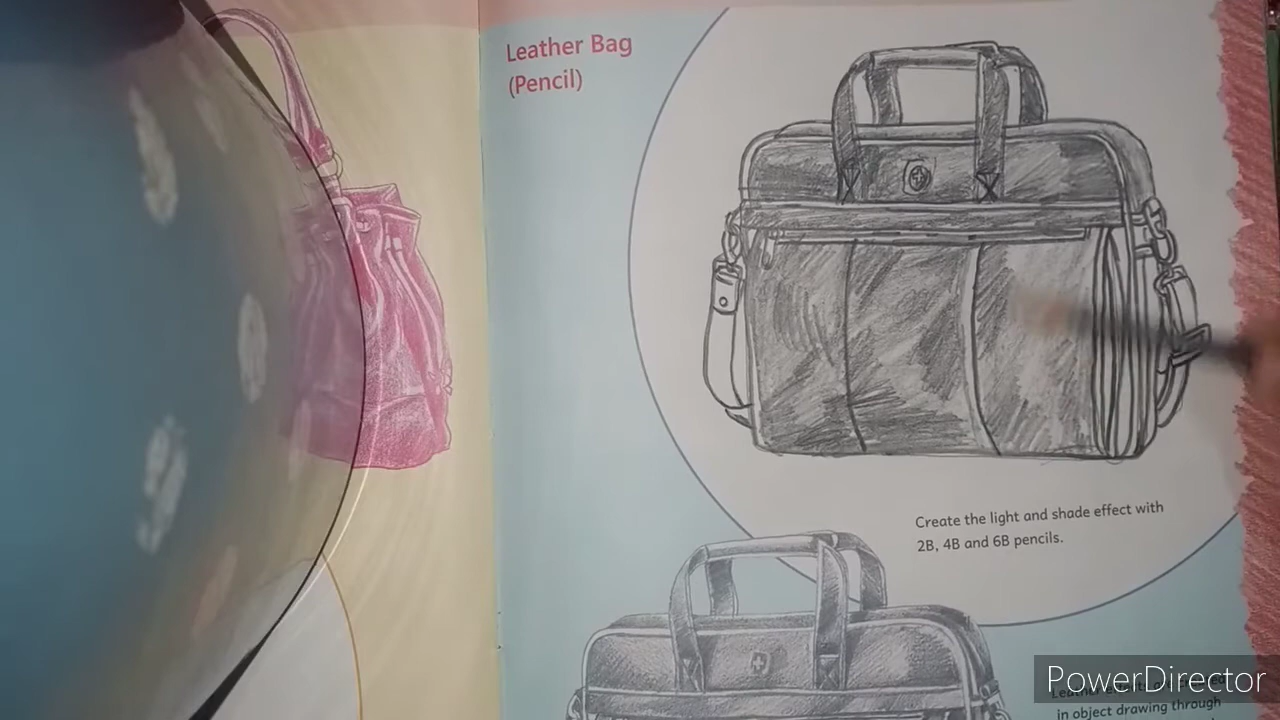 Leather Bag
(Pencil)
Create the light and shade effect with
2B, 4B and 6B pencils.
PowerDirector
in object drawing through